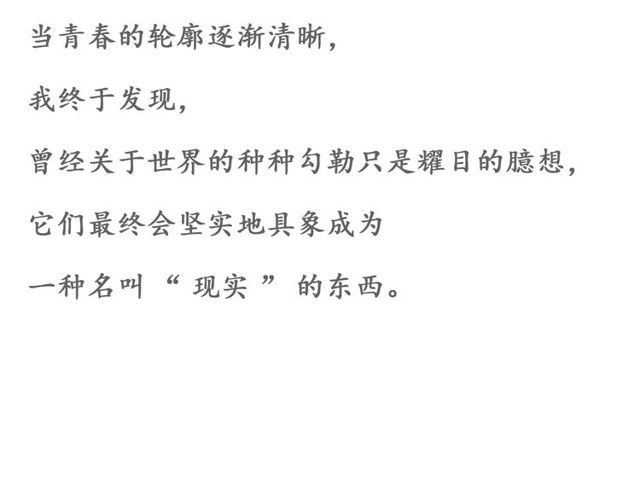 当青春的轮廓逐渐清晰，
我终于发现，
曾经关于世界的种种勾勒只是耀目的臆想，
它们最终会坚实地具象成为
一种名叫 “ 现实 ” 的东西。